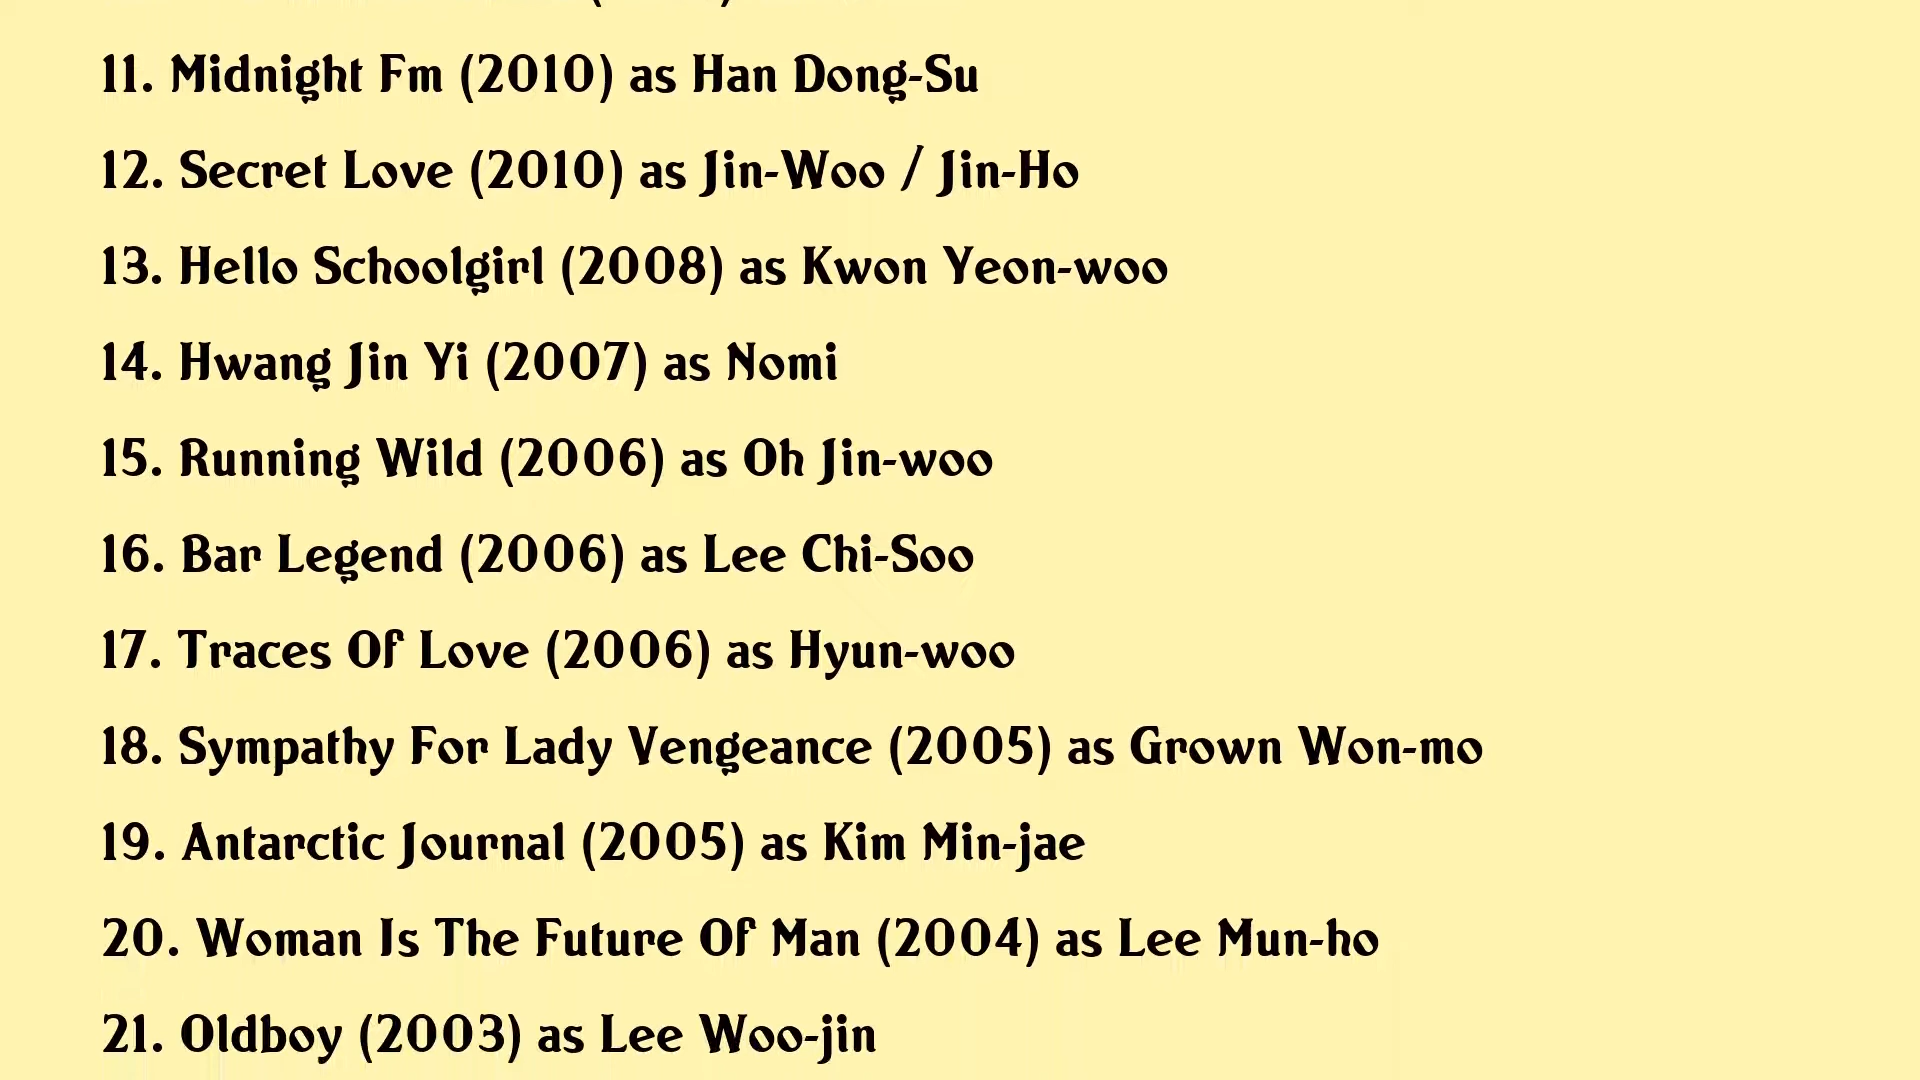 11. Midnight Fm (2010) as Han Dong-Su
12. Secret Love (2010) as Jin-Woo / Jin-Ho
13. Hello Schoolgirl (2008) as Kwon Yeon-woo
14. Hwang Jin Yi (2007) as Nomi
15. Running Wild (2006) as Oh Jin-woo
16. Bar Legend (2006) as Lee Chi-Soo
17. Traces Of Love (2006) as Hyun-woo
18. Sympathy For Lady Vengeance (2005) as Grown Won-mo
19. Antarctic Journal (2005) as Kim Min-jae
20. Woman Is The Future Of Man (2004) as Lee Mun-ho
21. Oldboy (2003) as Lee Woo-jin